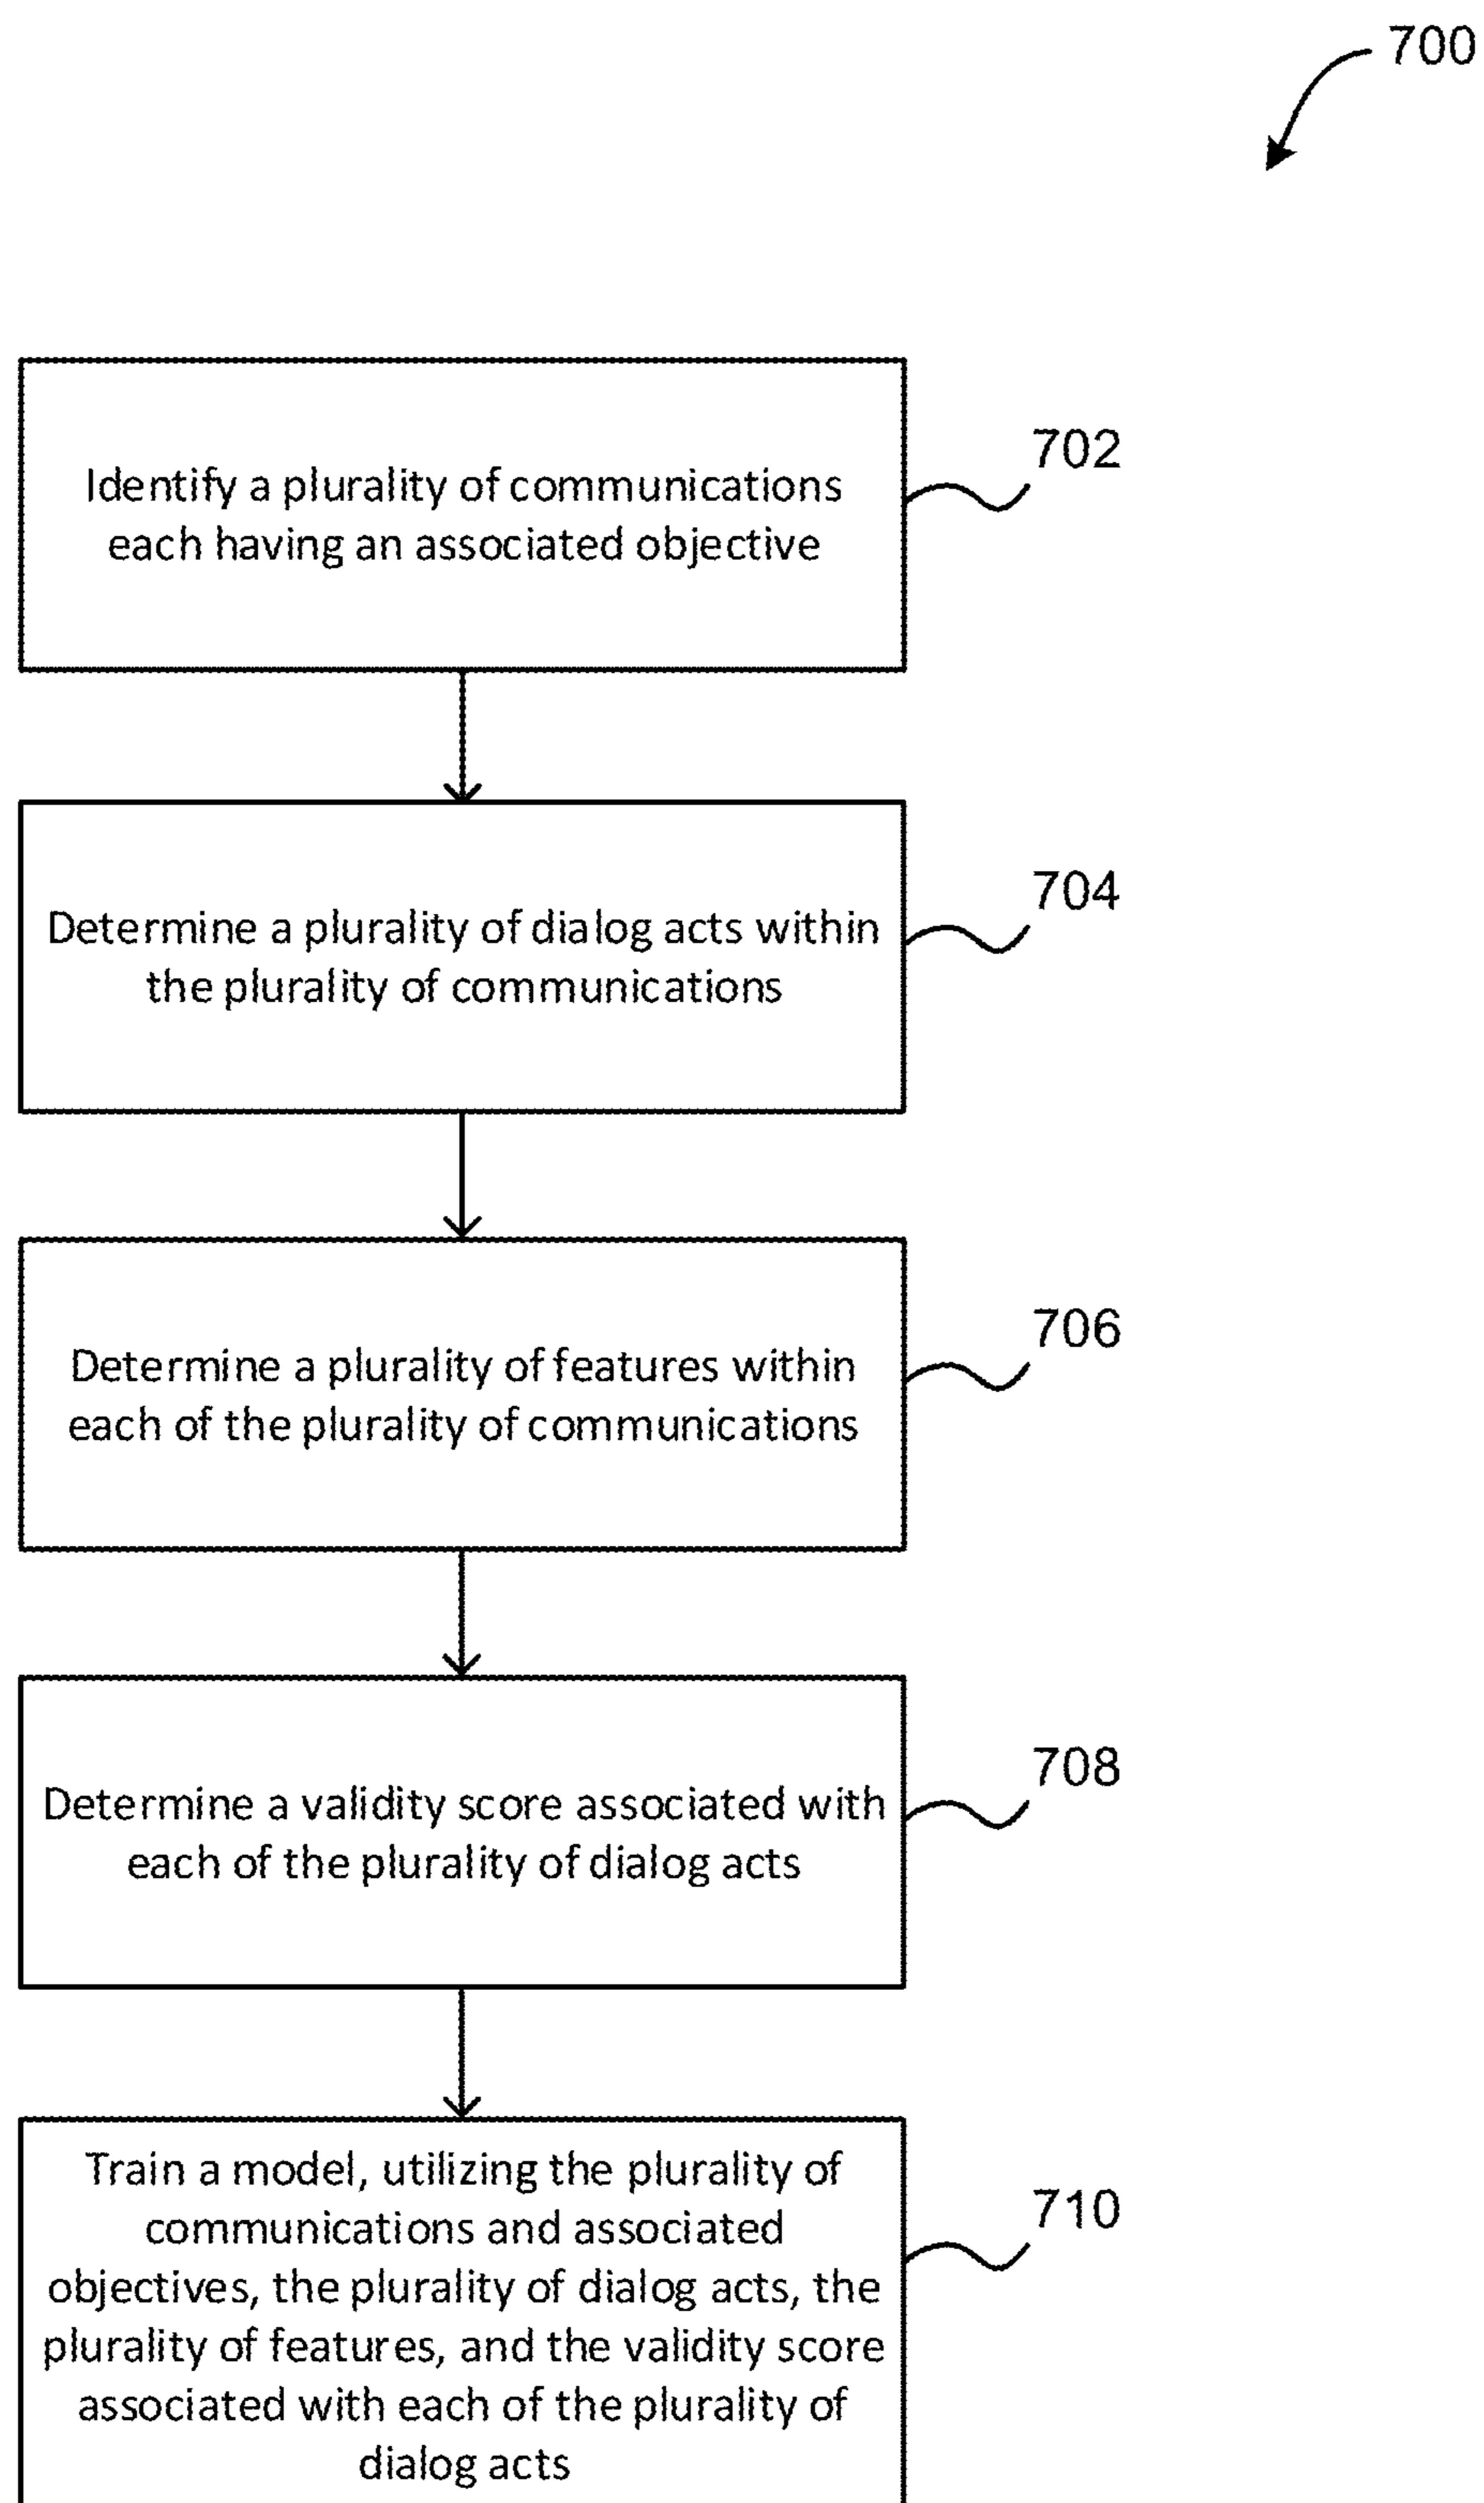 700
Identify a plurality of communications
each having an associated objective
702
Determine a plurality of dialog acts within
the plurality of communications
704
Determine a plurality of features within
each of the plurality of communications
706
Determine a validity score associated with
each of the plurality of dialog acts
708
Train a model, utilizing the plurality of
communications and associated
objectives, the plurality of dialog acts, the
plurality of features, and the validity score
associated with each of the plurality of
dialog acts
710